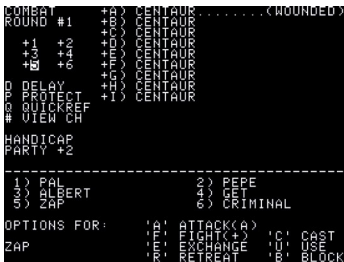 COMBAT +A) CENTAUR........(WOUNDED)
ROUND #1 +B) CENTAUR
+C) CENTAUR
+1 +2 +D) CENTAUR
+3 +4 +E) CENTAUR
+5 +6 +F) CENTAUR
+G) CENTAUR
D DELAY +H) CENTAUR
P PROTECT +I) CENTAUR
Q QUICKREF
# VIEW CH
HANDICAP
PARTY +2
1) PAL 2) PEPE
3) ALBERT 4) GET
5) ZAP 6) CRIMINAL
OPTIONS FOR: 'A' ATTACK(A)
'F' FIGHT(+) 'C' CAST
ZAP 'E' EXCHANGE 'U' USE
'R' RETREAT 'B' BLOCK